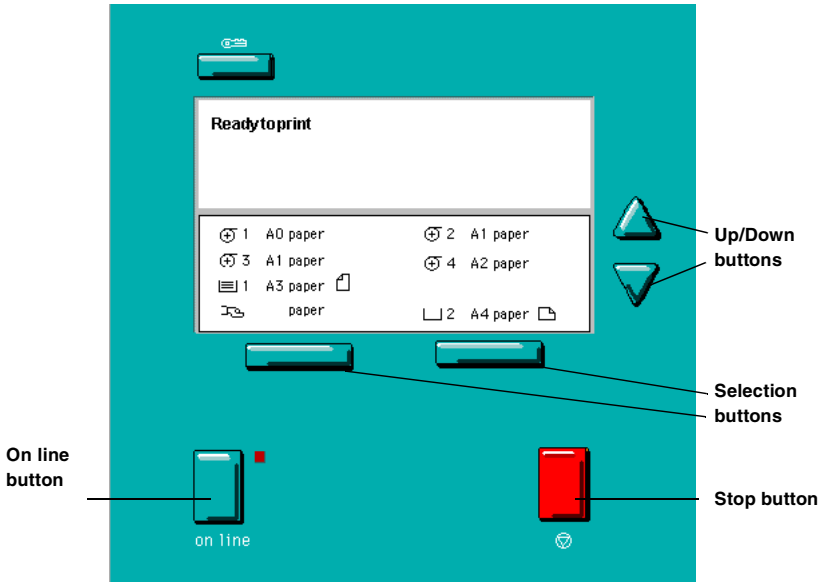 Readytoprint
1 A0 paper
2 A1 paper
3 A1 paper
4 A2 paper
1 A3 paper
paper
2 A4 paper
Up/Down
buttons
Selection
buttons
On line
button
Stop button
on line